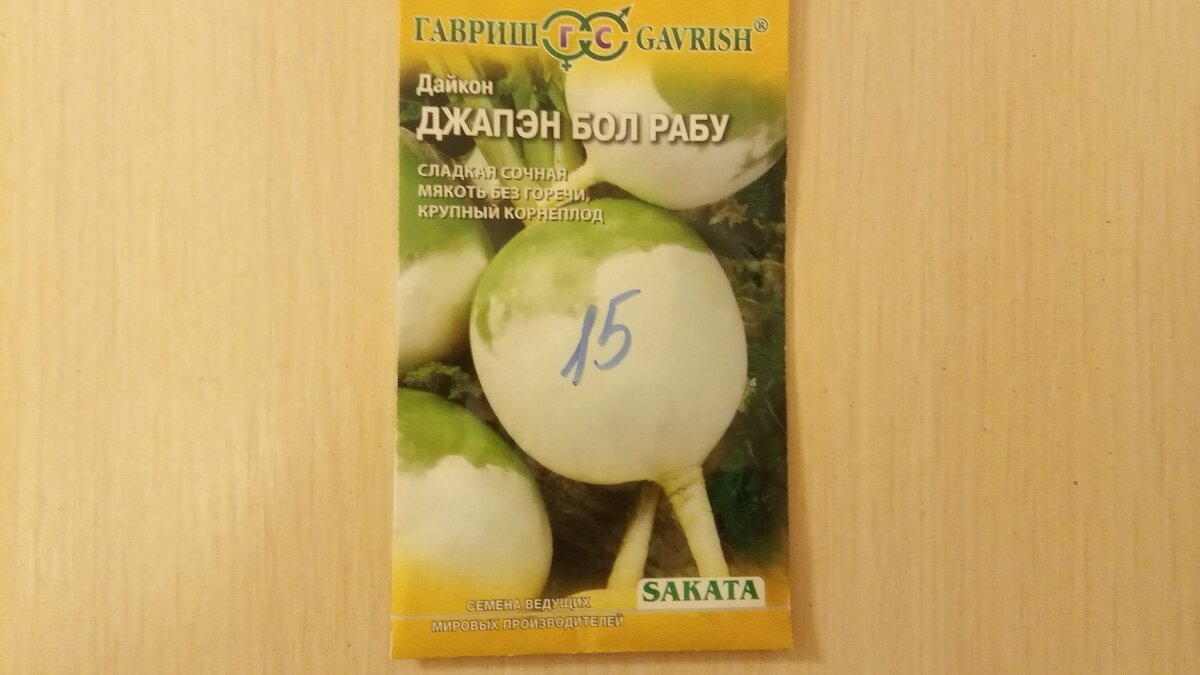 ГАВРИШ ГС GAVRISH®
Дайкон
ДЖАПЭН БОЛ РАБУ
СЛАДКАЯ СОЧНАЯ
МЯКОТЬ БЕЗ ГОРЕЧИ,
КРУПНЫЙ КОРНЕПЛОД
15
SAKATA
СЕМЕНА ВЕДУЩИХ
МИРОВЫХ ПРОИЗВОДИТЕЛЕЙ